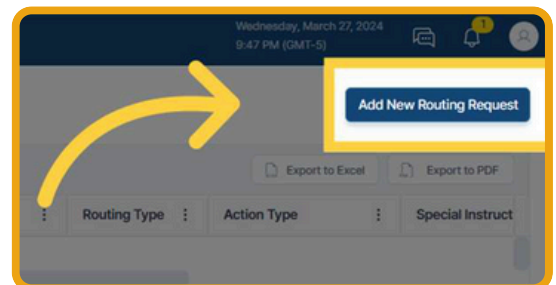 Wednesday, March 27, 2024
9:47 PM (GMT-5)
1
Add New Routing Request
Export to Excel
Export to PDF
Routing Type
Action Type
Special Instruct